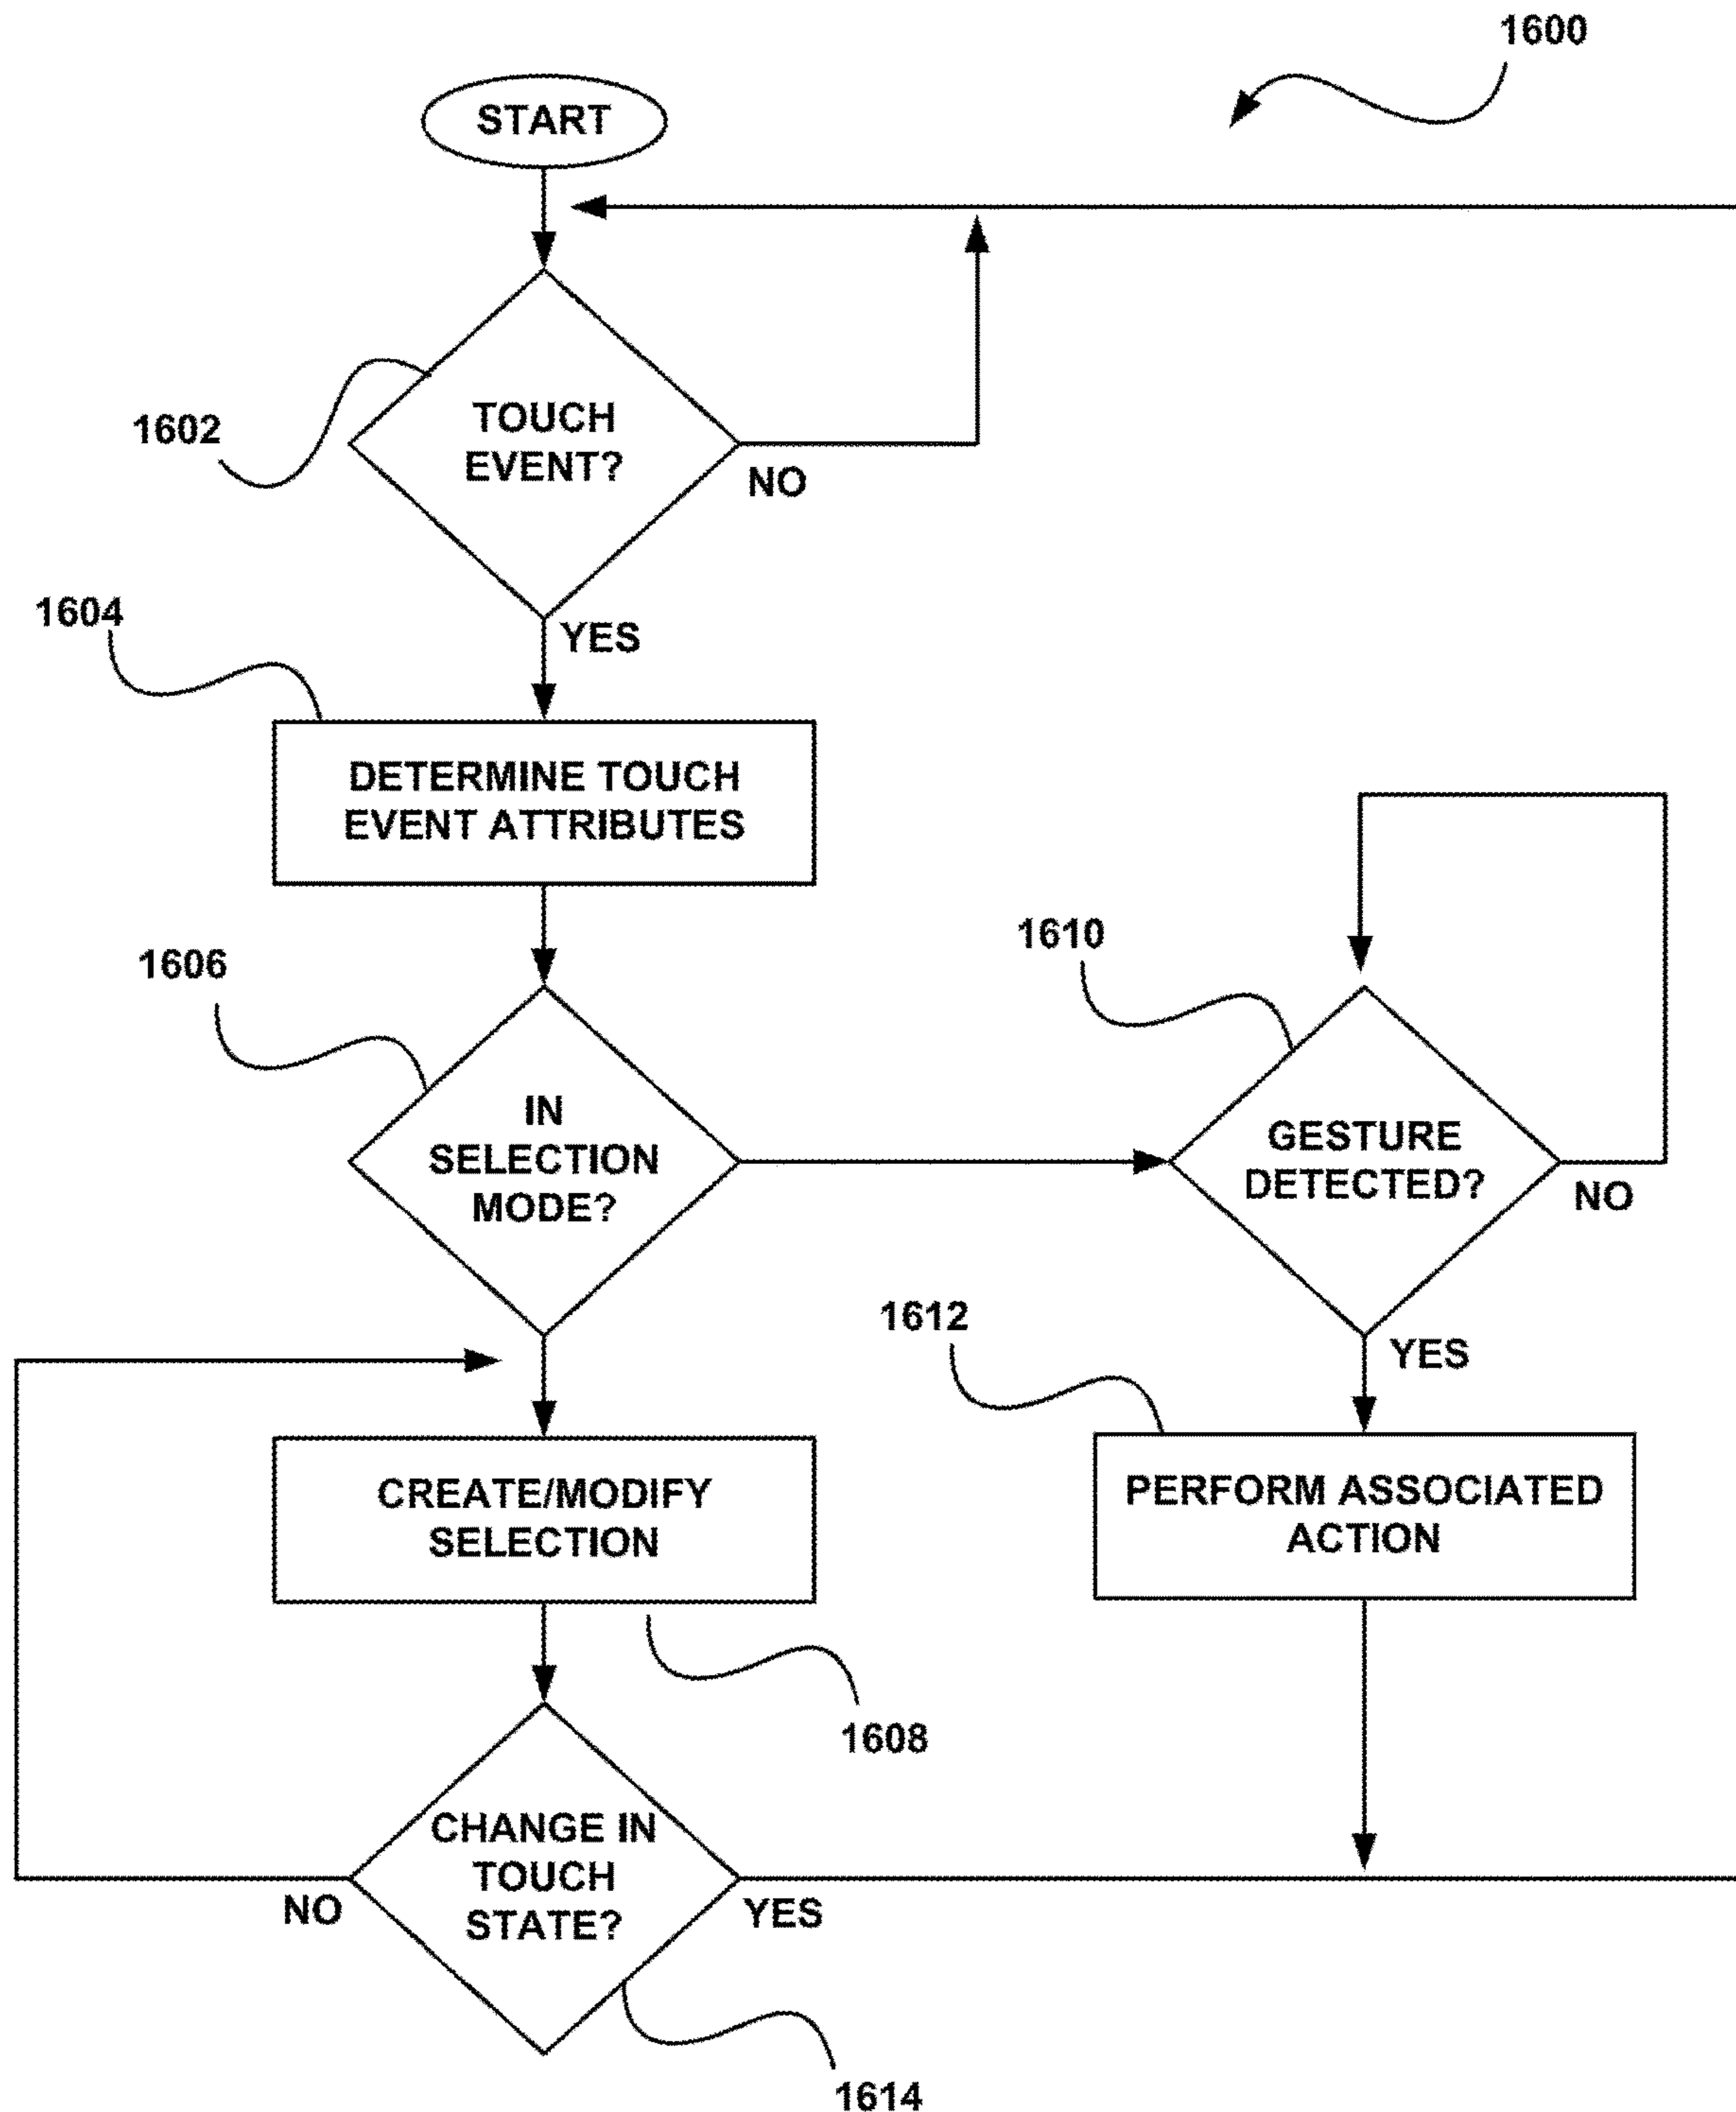 1600
START
1602
TOUCH
EVENT?
NO
YES
1604
DETERMINE TOUCH
EVENT ATTRIBUTES
1606
IN
SELECTION
MODE?
1610
GESTURE
DETECTED?
NO
YES
1612
PERFORM ASSOCIATED
ACTION
CREATE/MODIFY
SELECTION
1608
CHANGE IN
TOUCH
STATE?
NO
YES
1614